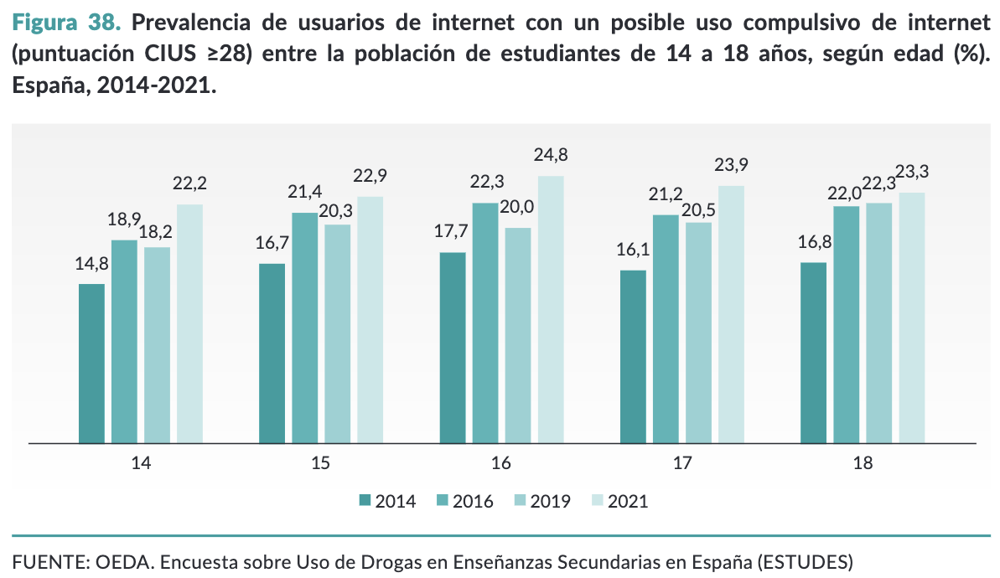 Figura 38. Prevalencia de usuarios de internet con un posible uso compulsivo de internet
(puntuación CIUS ≥28) entre la población de estudiantes de 14 a 18 años, según edad (%).
España, 2014-2021.
14,8 18,9 18,2 22,2
16,7 21,4 20,3 22,9
17,7 22,3 20,0 24,8
16,1 21,2 20,5 23,9
16,8 22,0 22,3 23,3
14 15 16 17 18
2014 2016 2019 2021
FUENTE: OEDA. Encuesta sobre Uso de Drogas en Enseñanzas Secundarias en España (ESTUDES)